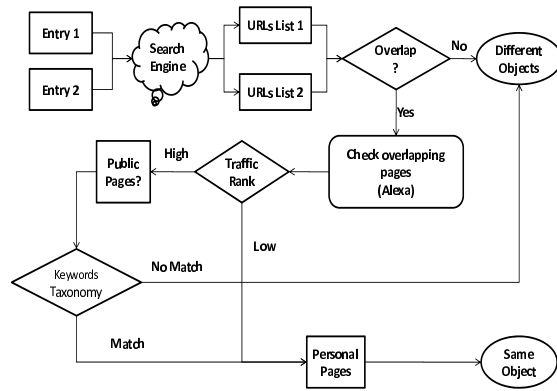 Entry 1
Entry 2
Search
Engine
URLs List 1
URLs List 2
Overlap
?
No
Different
Objects
Yes
Check overlapping
pages
(Alexa)
Traffic
Rank
High
Public
Pages?
Low
Keywords
Taxonomy
No Match
Match
Personal
Pages
Same
Object